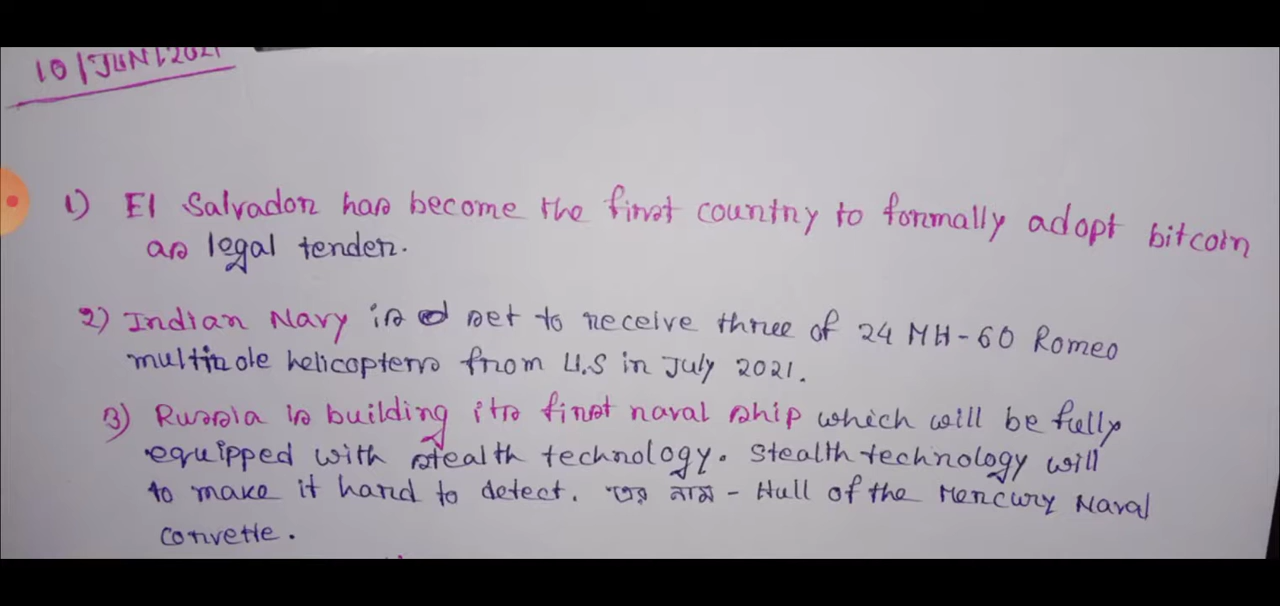 10/JUN/2021
1) El Salvador has become the first country to formally adopt bitcoin
as legal tender.
2) Indian Navy is set to receive three of 24 MH-60 Romeo
multirole helicopters from U.S in July 2021.
3) Russia is building its first naval ship which will be fully
equipped with stealth technology. Stealth technology will
to make it hard to detect. তার নাম - Hull of the Mercury Naval
Corvette.